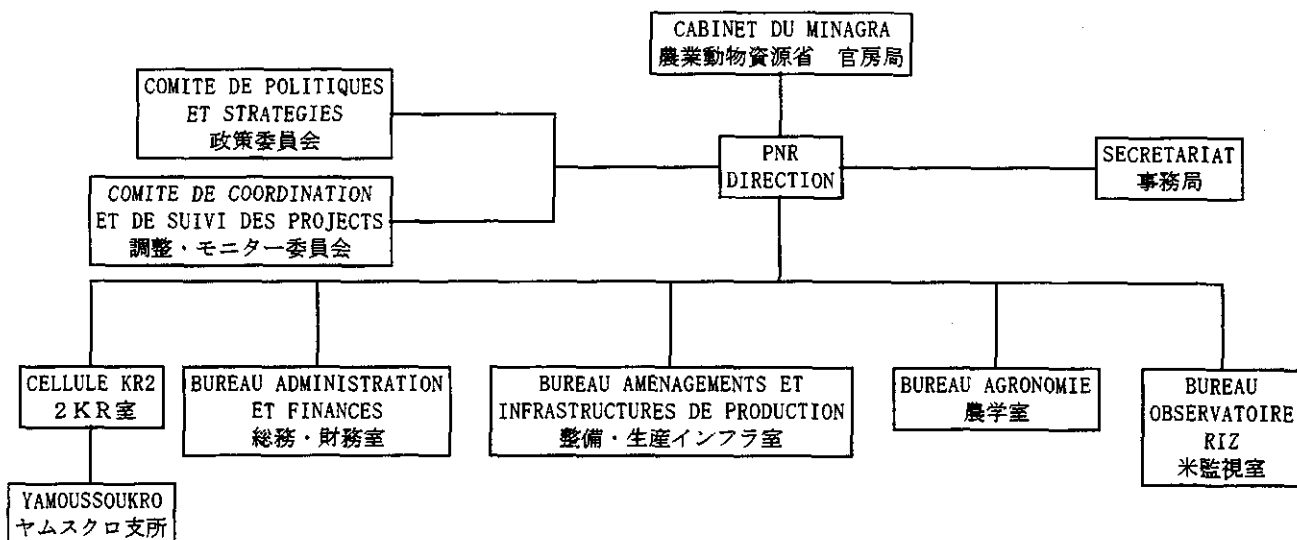 CABINET DU MINAGRA
農業動物資源省 官房局
COMITE DE POLITIQUES
ET STRATEGIES
政策委員会
PNR
DIRECTION
SECRETARIAT
事務局
COMITE DE COORDINATION
ET DE SUIVI DES PROJECTS
調整・モニター委員会
CELLULE KR2
2KR室
BUREAU ADMINISTRATION
ET FINANCES
総務・財務室
BUREAU AMENAGEMENTS ET
INFRASTRUCTURES DE PRODUCTION
整備・生産インフラ室
BUREAU AGRONOMIE
農学室
BUREAU
OBSERVATOIRE
RIZ
米監視室
YAMOUSSOUKRO
ヤムスクロ支所